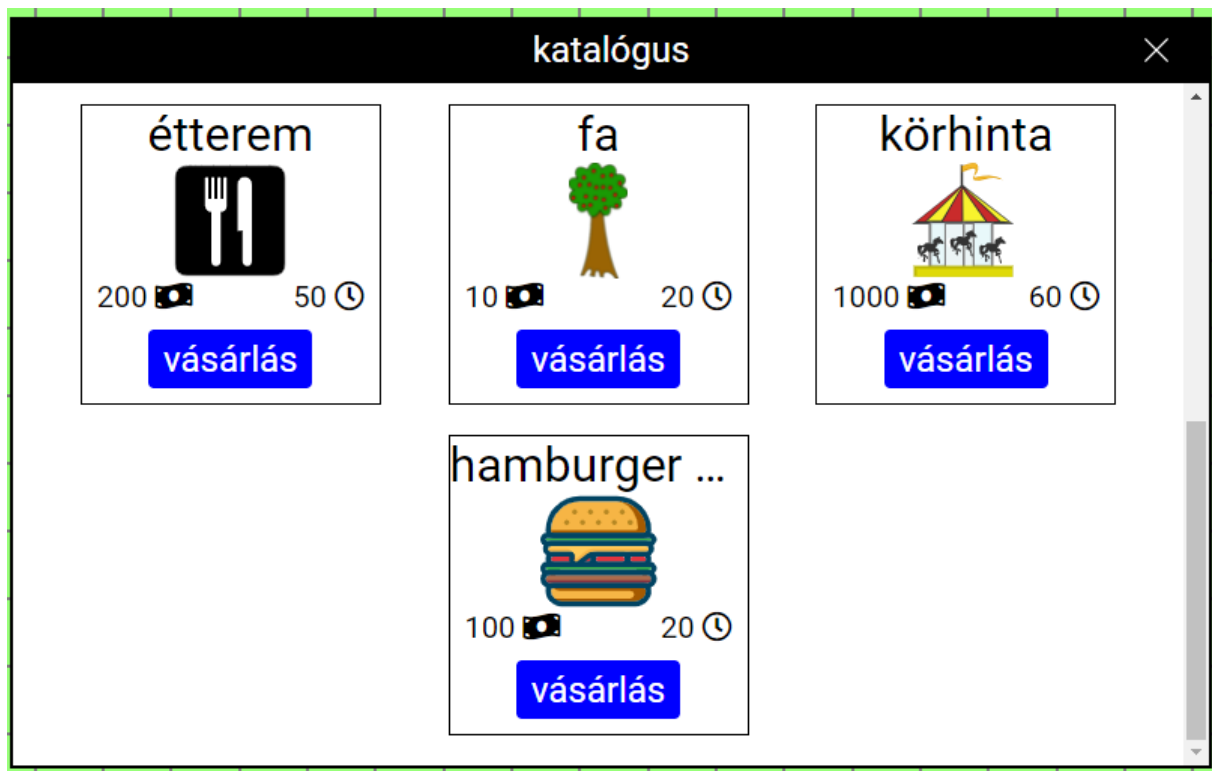 katalógus
étterem
fa
körhinta
200
50
10
20
1000
60
vásárlás
vásárlás
vásárlás
hamburger ...
100
20
vásárlás